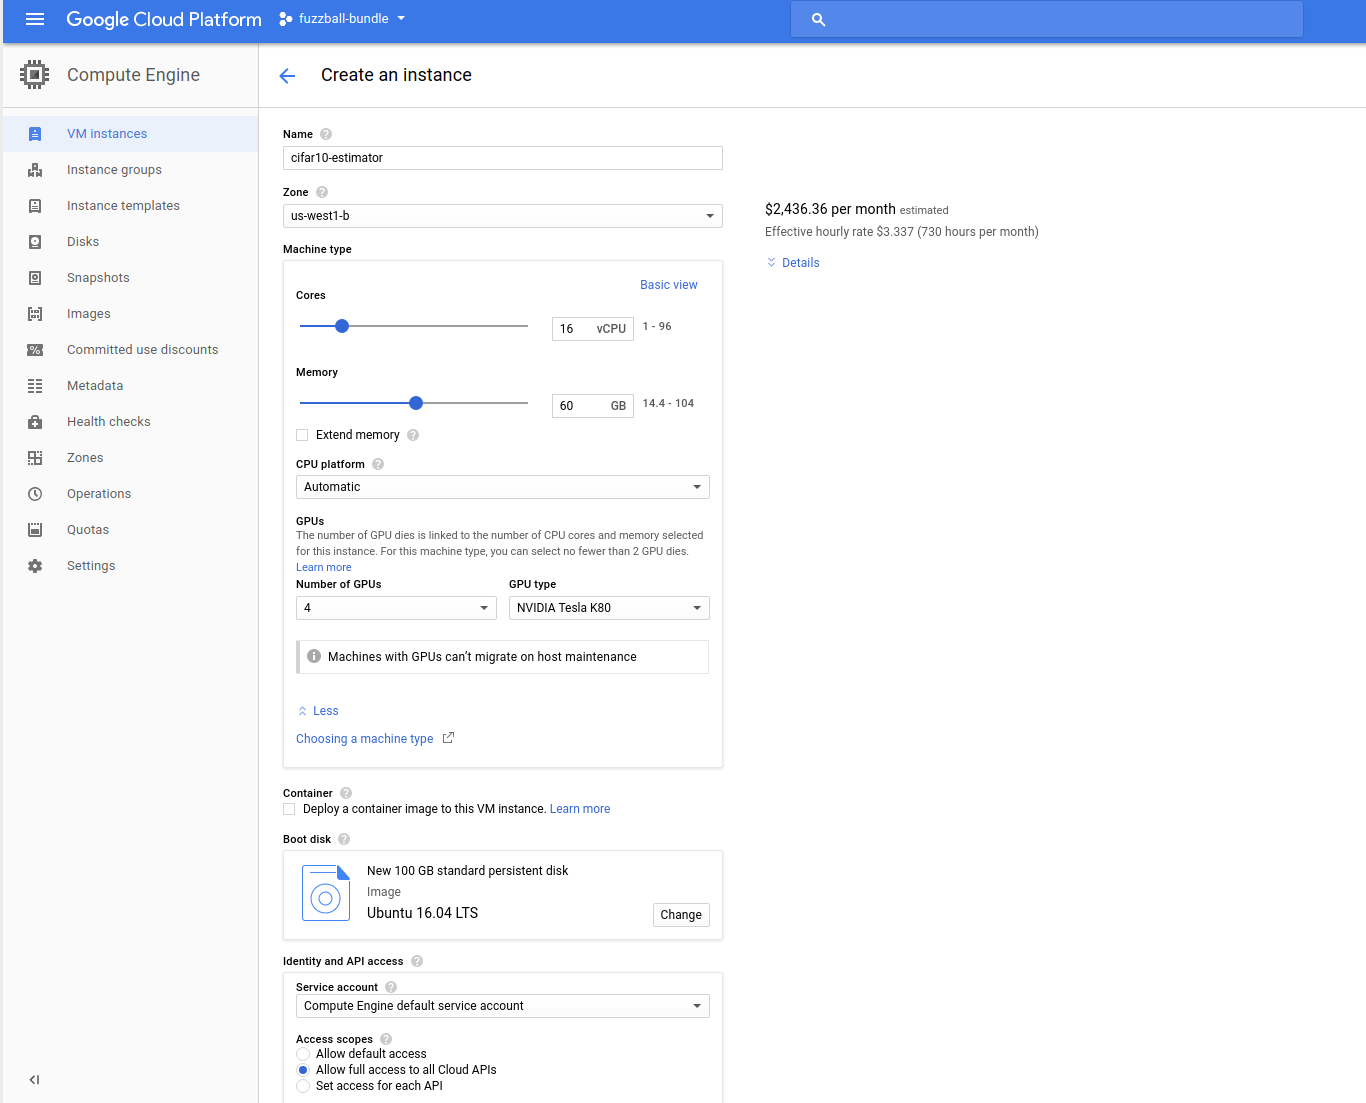 Google Cloud Platform
fuzzball-bundle
Compute Engine
Create an instance
VM instances
Instance groups
Instance templates
Disks
Snapshots
Images
Committed use discounts
Metadata
Health checks
Zones
Operations
Quotas
Settings
Name
cifar10-estimator
Zone
us-west1-b
Machine type
Basic view
Cores
16 vCPU 1 - 96
Memory
60 GB 14.4 - 104
Extend memory
CPU platform
Automatic
GPUs
The number of GPU dies is linked to the number of CPU cores and memory selected
for this instance. For this machine type, you can select no fewer than 2 GPU dies.
Learn more
Number of GPUs GPU type
4 NVIDIA Tesla K80
Machines with GPUs can't migrate on host maintenance
Less
Choosing a machine type
Container
Deploy a container image to this VM instance. Learn more
Boot disk
New 100 GB standard persistent disk
Image
Ubuntu 16.04 LTS
Change
Identity and API access
Service account
Compute Engine default service account
Access scopes
Allow default access
Allow full access to all Cloud APIs
Set access for each API
$2,436.36 per month estimated
Effective hourly rate $3.337 (730 hours per month)
Details